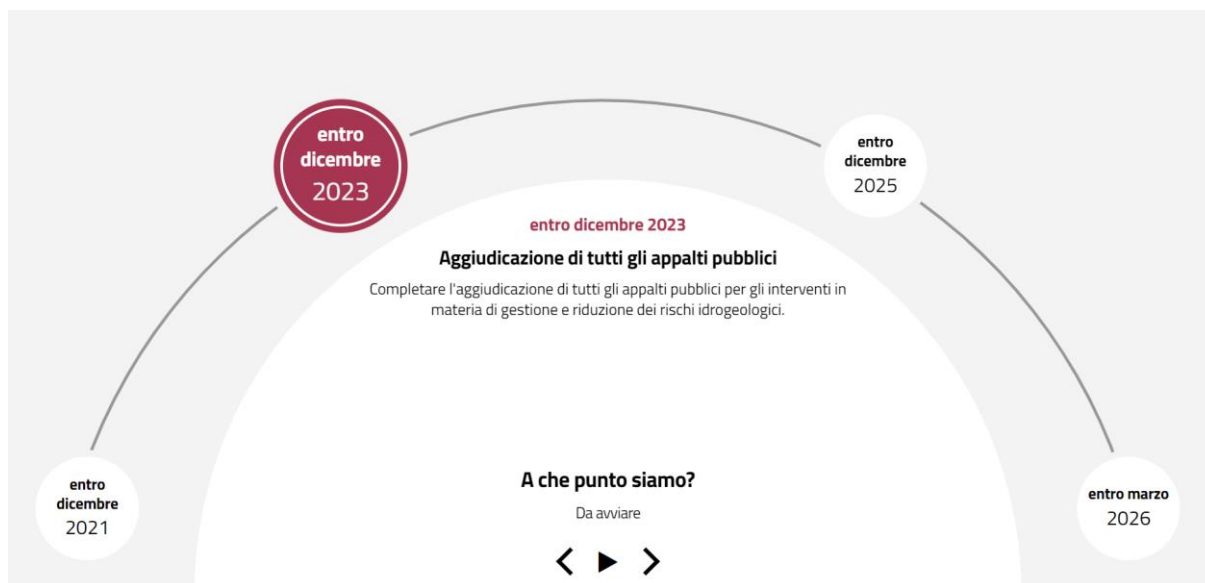 entro
dicembre
2023
entro
dicembre
2025
entro dicembre 2023
Aggiudicazione di tutti gli appalti pubblici
Completare l'aggiudicazione di tutti gli appalti pubblici per gli interventi in
materia di gestione e riduzione dei rischi idrogeologici.
entro
dicembre
2021
A che punto siamo?
Da avviare
entro marzo
2026